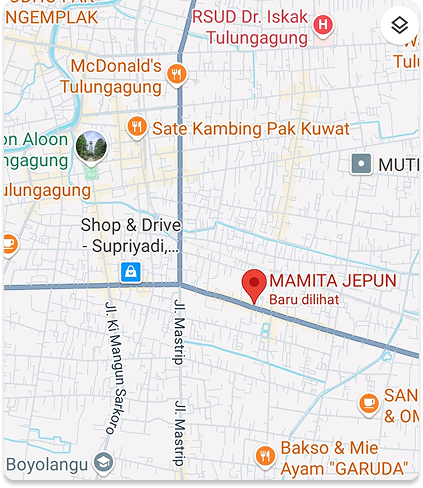 NGEMPLAK
RSUD Dr. Iskak
Tulungagung
H
McDonald's
Tulungagung
Sate Kambing Pak Kuwat
on Aloon
ngagung
MUTI
ulungagung
Shop & Drive
- Supriyadi,...
MAMITA JEPUN
Baru dilihat
Jl. Ki Mangun Sarkoro
Jl. Mastrip
Jl. Mastrip
SAN
& OM
Bakso & Mie
Ayam "GARUDA"
Boyolangu